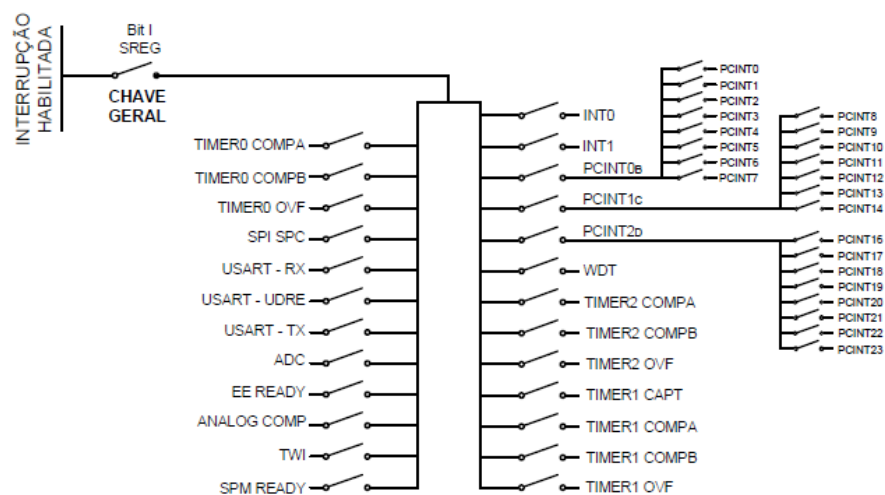 INTERRUPÇÃO
HABILITADA
Bit I
SREG
CHAVE
GERAL
TIMER0 COMPA
TIMER0 COMPB
TIMER0 OVF
SPI SPC
USART - RX
USART - UDRE
USART - TX
ADC
EE READY
ANALOG COMP
TWI
SPM READY
INT0
INT1
PCINT0B
PCINT1C
PCINT2D
WDT
TIMER2 COMPA
TIMER2 COMPB
TIMER2 OVF
TIMER1 CAPT
TIMER1 COMPA
TIMER1 COMPB
TIMER1 OVF
PCINT0
PCINT1
PCINT2
PCINT3
PCINT4
PCINT5
PCINT6
PCINT7
PCINT8
PCINT9
PCINT10
PCINT11
PCINT12
PCINT13
PCINT14
PCINT16
PCINT17
PCINT18
PCINT19
PCINT20
PCINT21
PCINT22
PCINT23